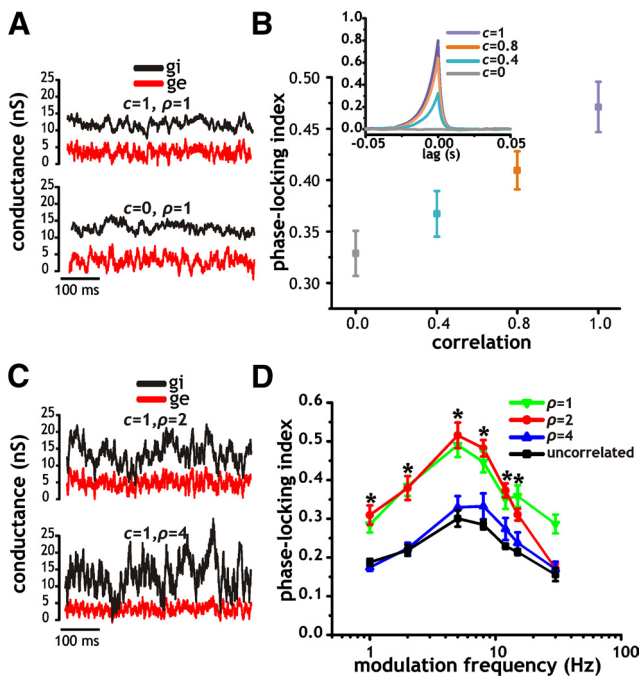 A
gi
ge
c=1, ρ=1
25
20
15
10
5
0
c=0, ρ=1
25
20
15
10
5
0
conductance (nS)
100 ms
B
1.0
0.8
0.6
0.4
0.2
0.0
-0.05 0.00 0.05
lag (s)
c=1
c=0.8
c=0.4
c=0
0.50
0.45
0.40
0.35
0.30
phase-locking index
0.0 0.4 0.8 1.0
correlation
C
gi
ge
c=1,ρ=2
25
20
15
10
5
0
c=1,ρ=4
25
20
15
10
5
0
conductance (nS)
100 ms
D
0.6
0.5
0.4
0.3
0.2
0.1
0.0
phase-locking index
ρ=1
ρ=2
ρ=4
uncorrelated
* * * * * *
1 10 100
modulation frequency (Hz)